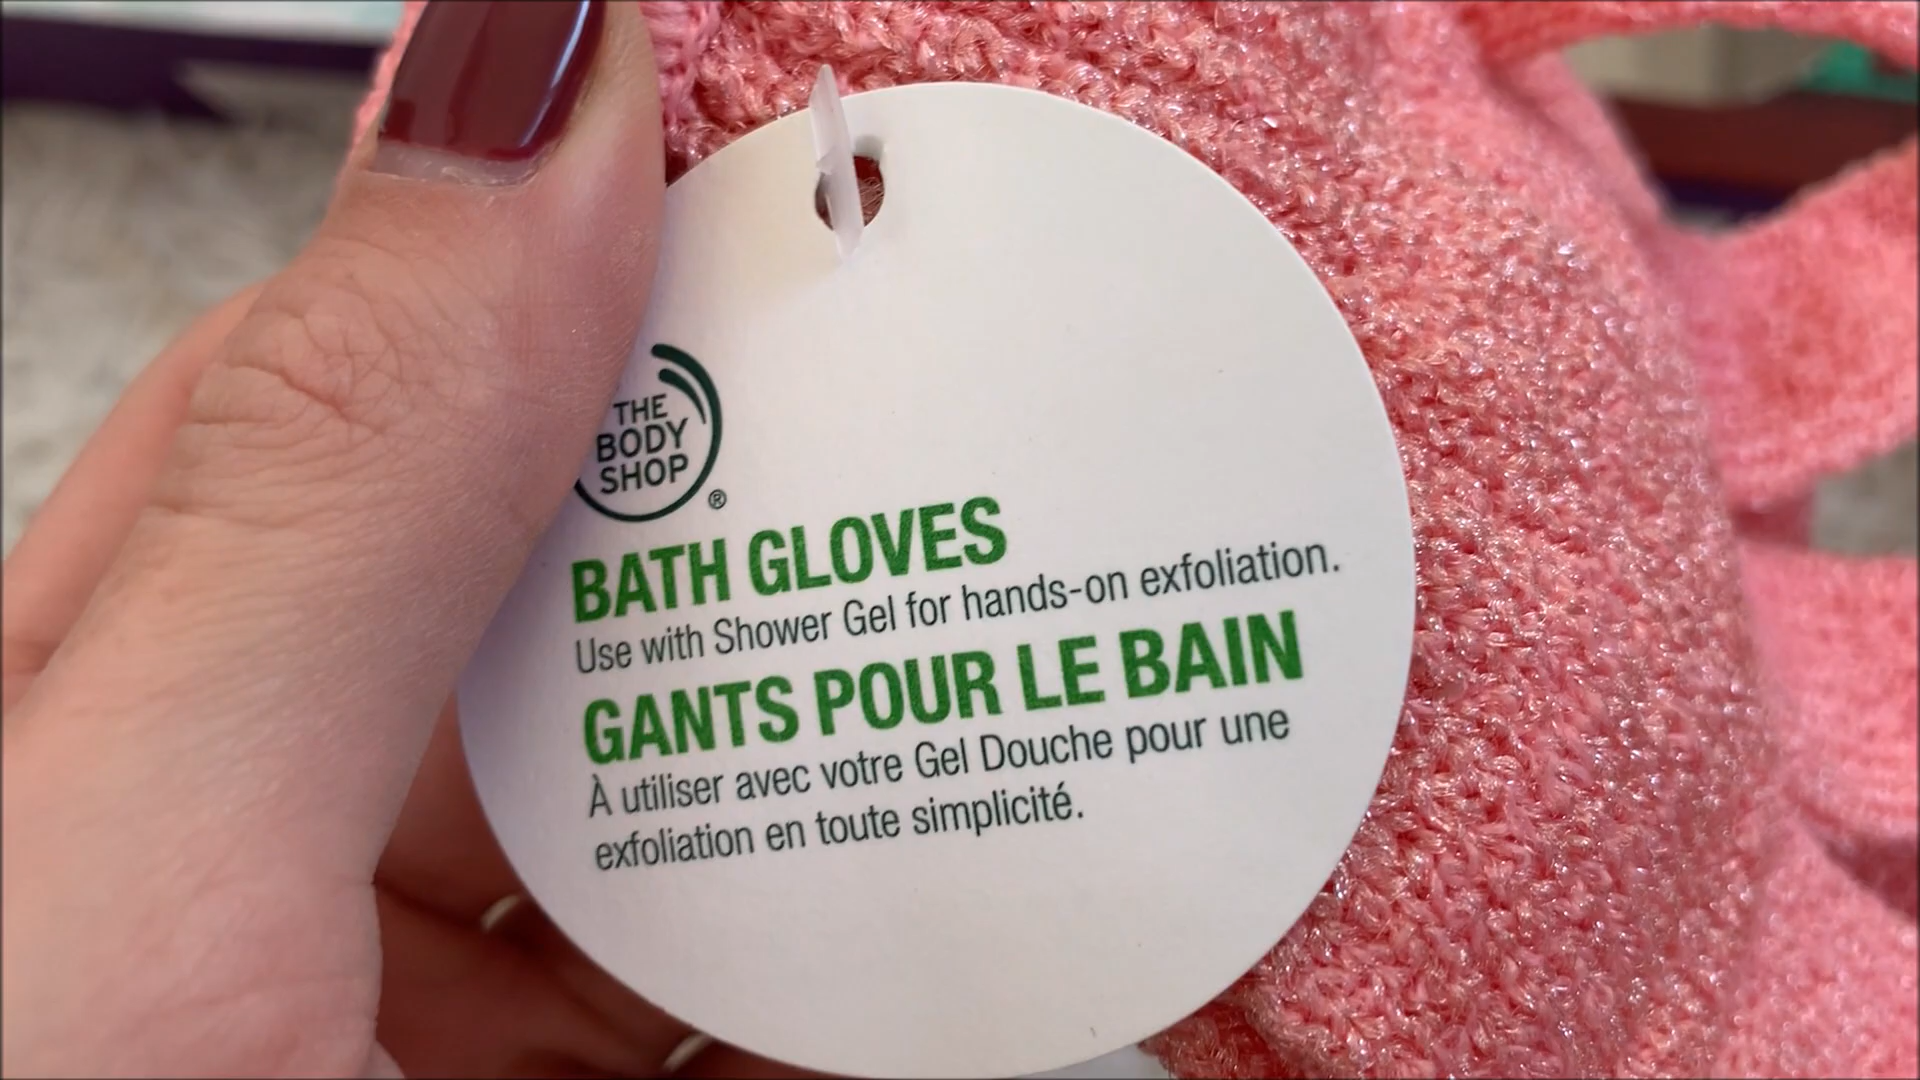 THE
BODY
SHOP
®
BATH GLOVES
Use with Shower Gel for hands-on exfoliation.
GANTS POUR LE BAIN
À utiliser avec votre Gel Douche pour une
exfoliation en toute simplicité.